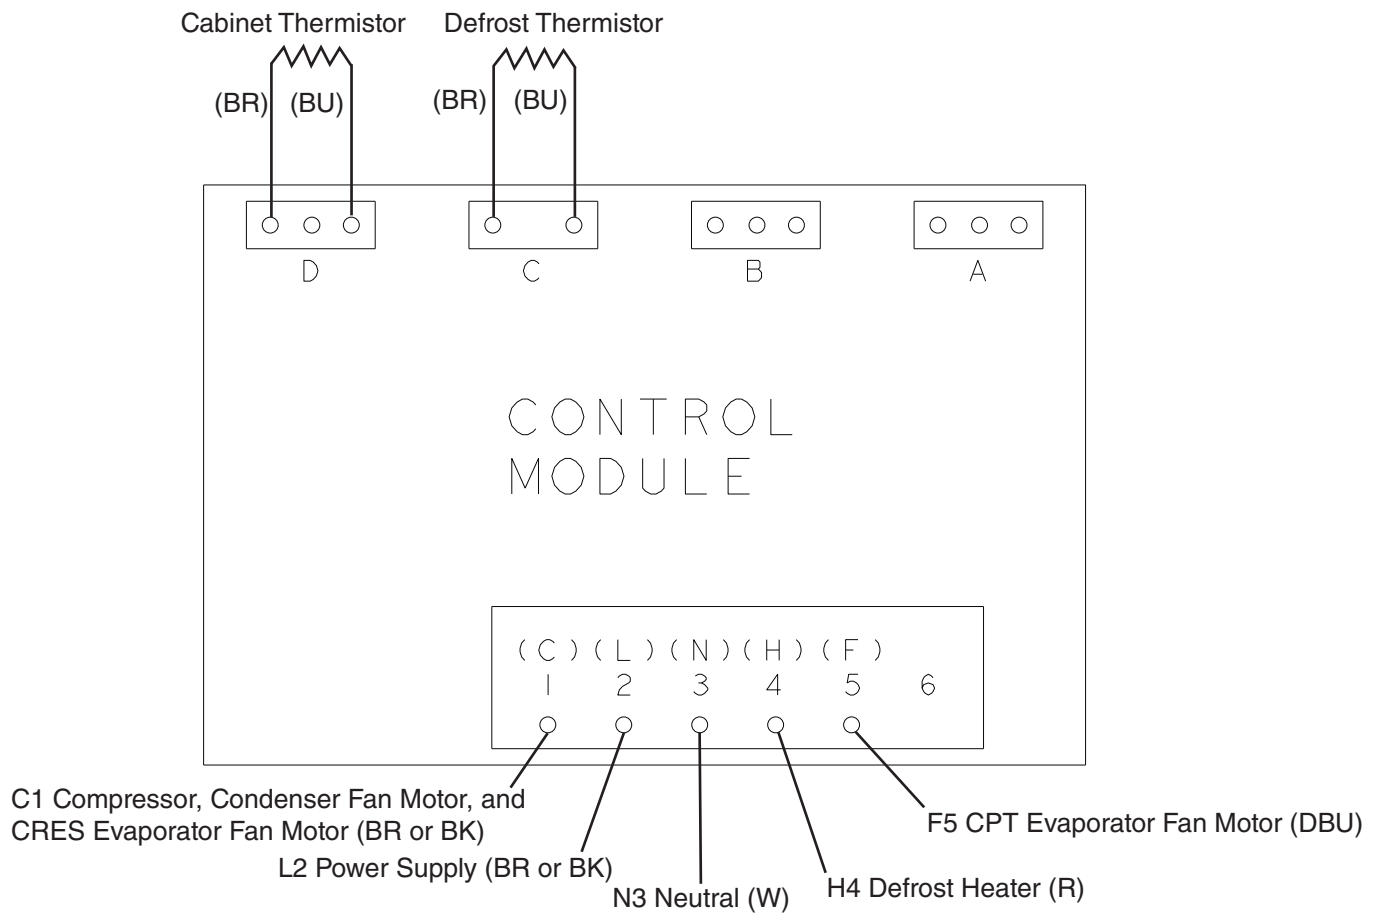 Cabinet Thermistor
Defrost Thermistor
(BR)
(BU)
(BR)
(BU)
D
C
B
A
CONTROL
MODULE
(C) (L) (N) (H) (F)
1 2 3 4 5 6
C1 Compressor, Condenser Fan Motor, and
CRES Evaporator Fan Motor (BR or BK)
L2 Power Supply (BR or BK)
N3 Neutral (W)
H4 Defrost Heater (R)
F5 CPT Evaporator Fan Motor (DBU)